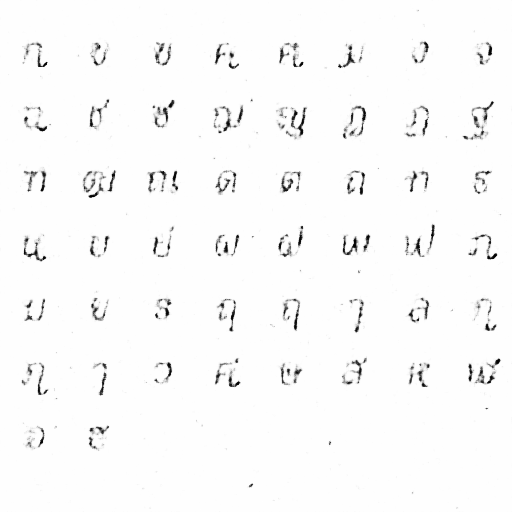 ก ข ฃ ค ฅ ฆ ง จ
ฉ ช ซ ฌ ญ ฎ ฏ ฐ
ฑ ฒ ณ ด ต ถ ท ธ
น บ ป ผ ฝ พ ฟ ภ
ม ย ร ฤ ฤ ๅ ล ฦ
ฦ ๅ ว ศ ษ ส ห ฬ
อ ฮ